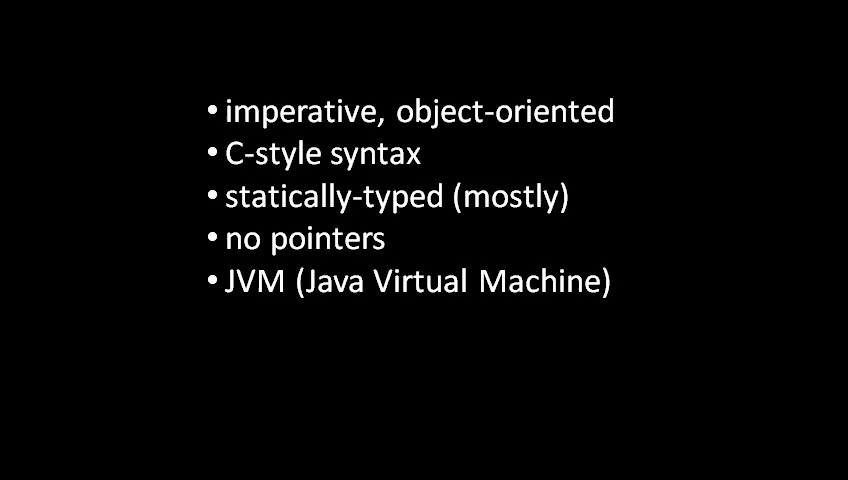 • imperative, object-oriented
• C-style syntax
• statically-typed (mostly)
• no pointers
• JVM (Java Virtual Machine)